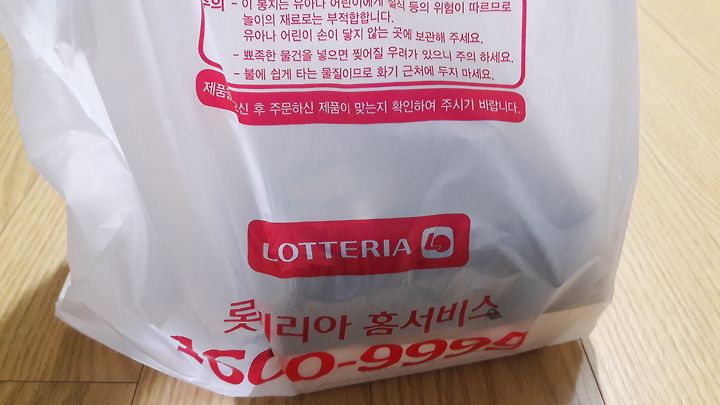 주의 - 이 봉지는 유아나 어린이에게 질식 등의 위험이 따르므로
놀이의 재료로는 부적합합니다.
유아나 어린이 손이 닿지 않는 곳에 보관해 주세요.
- 뾰족한 물건을 넣으면 찢어질 우려가 있으니 주의 하세요.
- 불에 쉽게 타는 물질이므로 화기 근처에 두지 마세요.
제품을 받으신 후 주문하신 제품이 맞는지 확인하여 주시기 바랍니다.
LOTTERIA
롯데리아 홈서비스
1600-9999